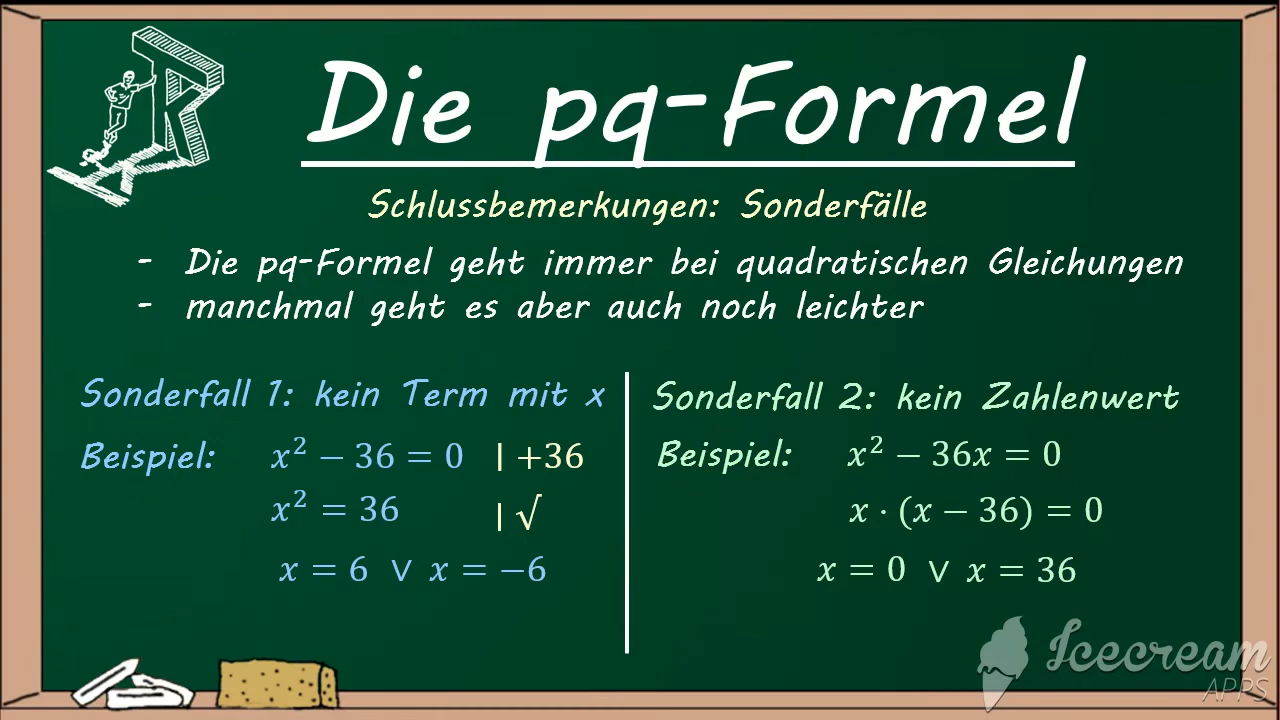 Die pq-Formel
Schlussbemerkungen: Sonderfälle
- Die pq-Formel geht immer bei quadratischen Gleichungen
- manchmal geht es aber auch noch leichter
Sonderfall 1: kein Term mit x
Beispiel: x² − 36 = 0 | +36
x² = 36 | √
x = 6 ∨ x = −6
Sonderfall 2: kein Zahlenwert
Beispiel: x² − 36x = 0
x · (x − 36) = 0
x = 0 ∨ x = 36
Icecream
APPS